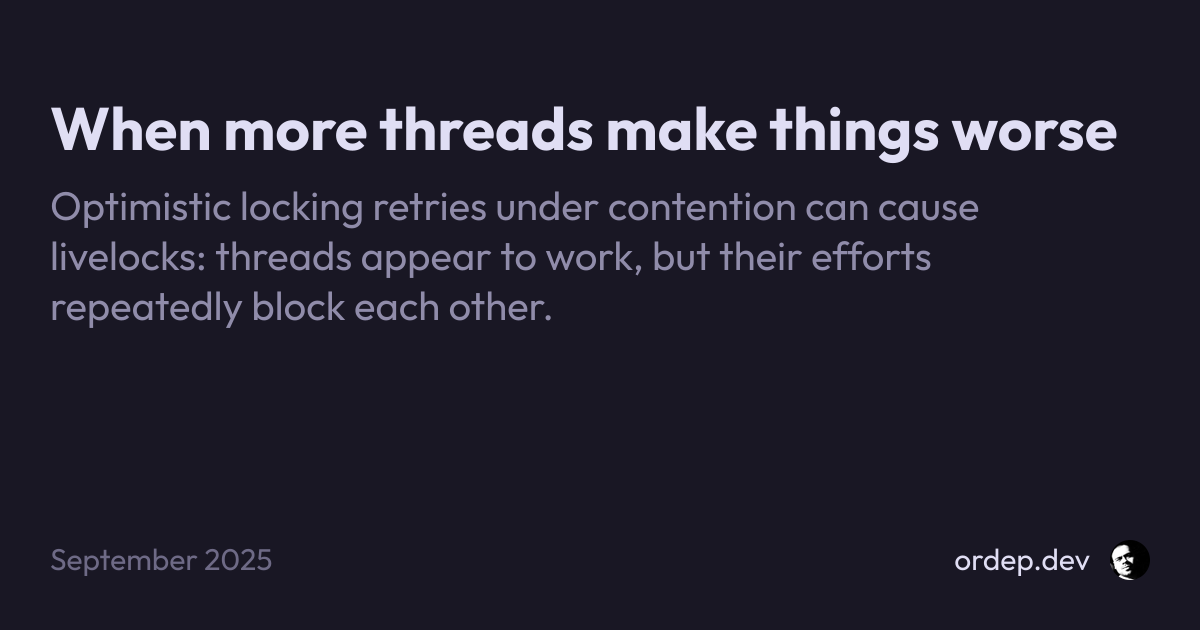 When more threads make things worse
Optimistic locking retries under contention can cause
livelocks: threads appear to work, but their efforts
repeatedly block each other.
September 2025
ordep.dev